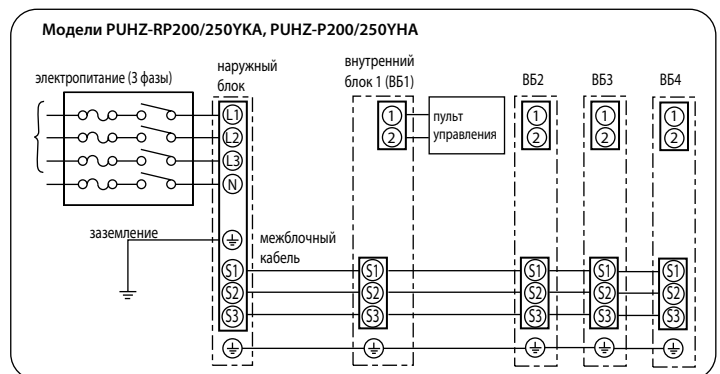 Модели PUHZ-RP200/250YKA, PUHZ-P200/250YHA
электропитание (3 фазы)
наружный
блок
внутренний
блок 1 (ВБ1)
ВБ2
ВБ3
ВБ4
L1
L2
L3
N
1
2
пульт
управления
1
2
1
2
1
2
заземление
межблочный
кабель
S1
S2
S3
S1
S2
S3
S1
S2
S3
S1
S2
S3
S1
S2
S3